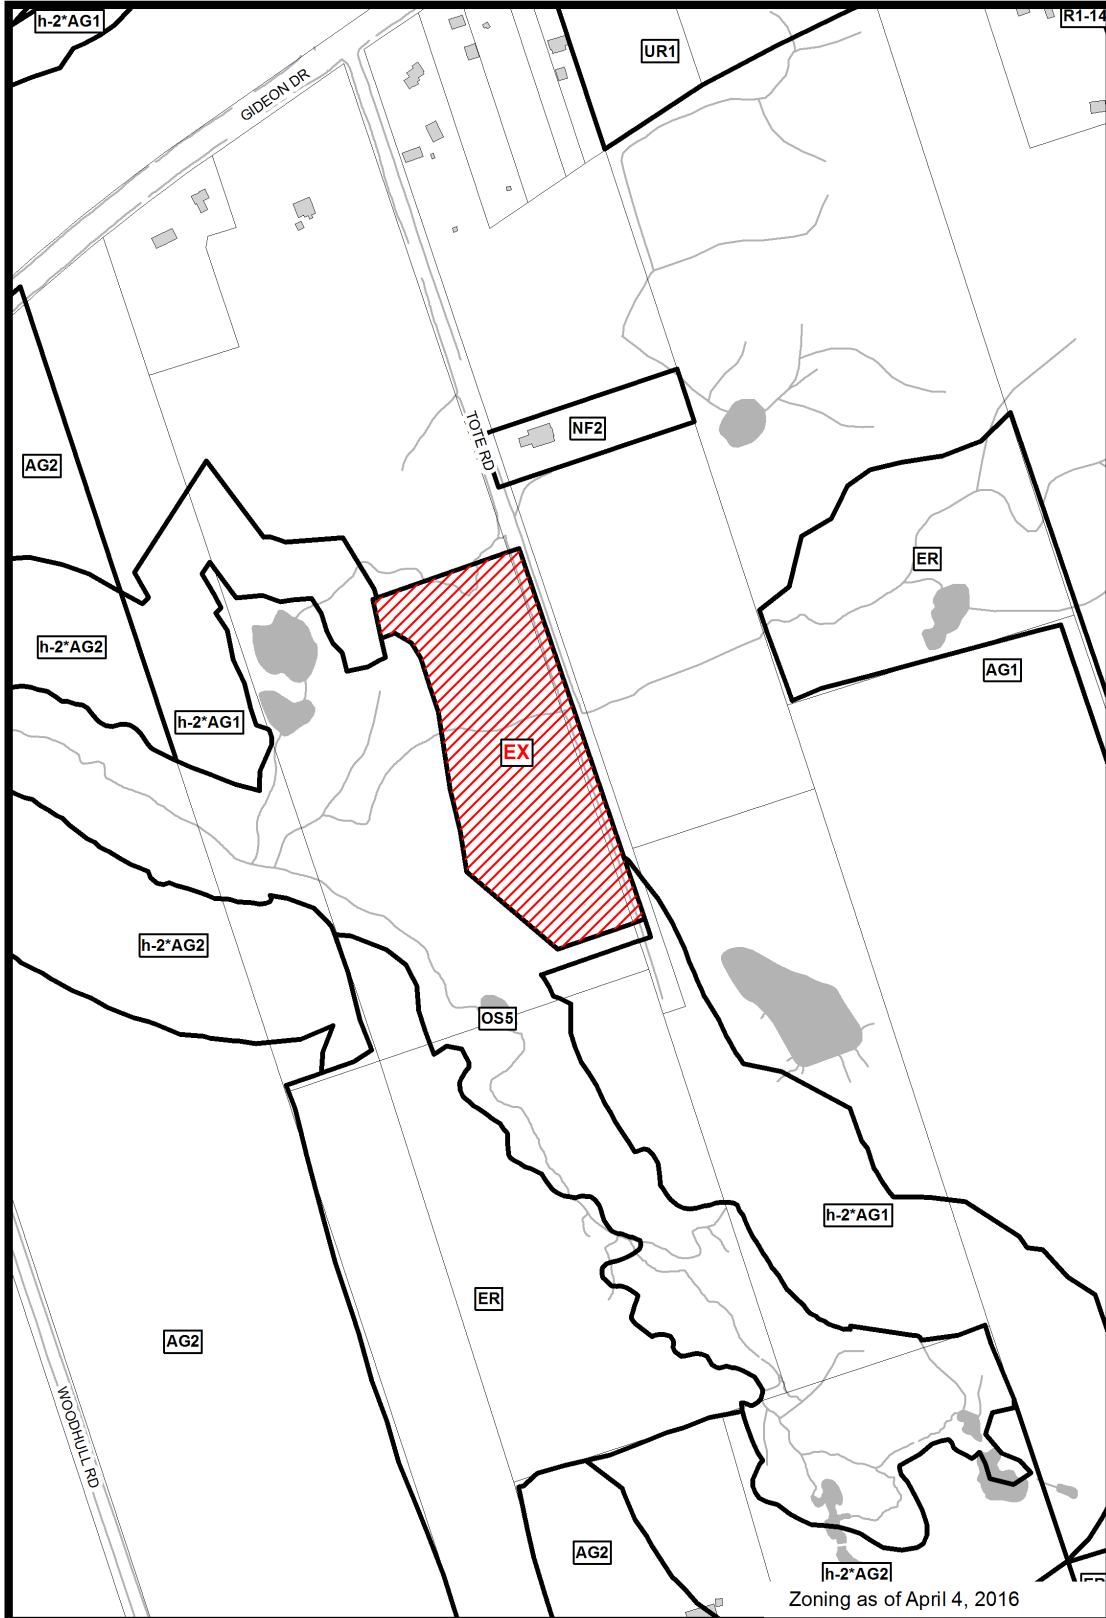 h-2*AG1
R1-14
UR1
GIDEON DR
TOTE RD
NF2
AG2
ER
h-2*AG2
AG1
h-2*AG1
EX
h-2*AG2
OS5
h-2*AG1
ER
AG2
WOODHULL RD
AG2
h-2*AG2
ER
Zoning as of April 4, 2016